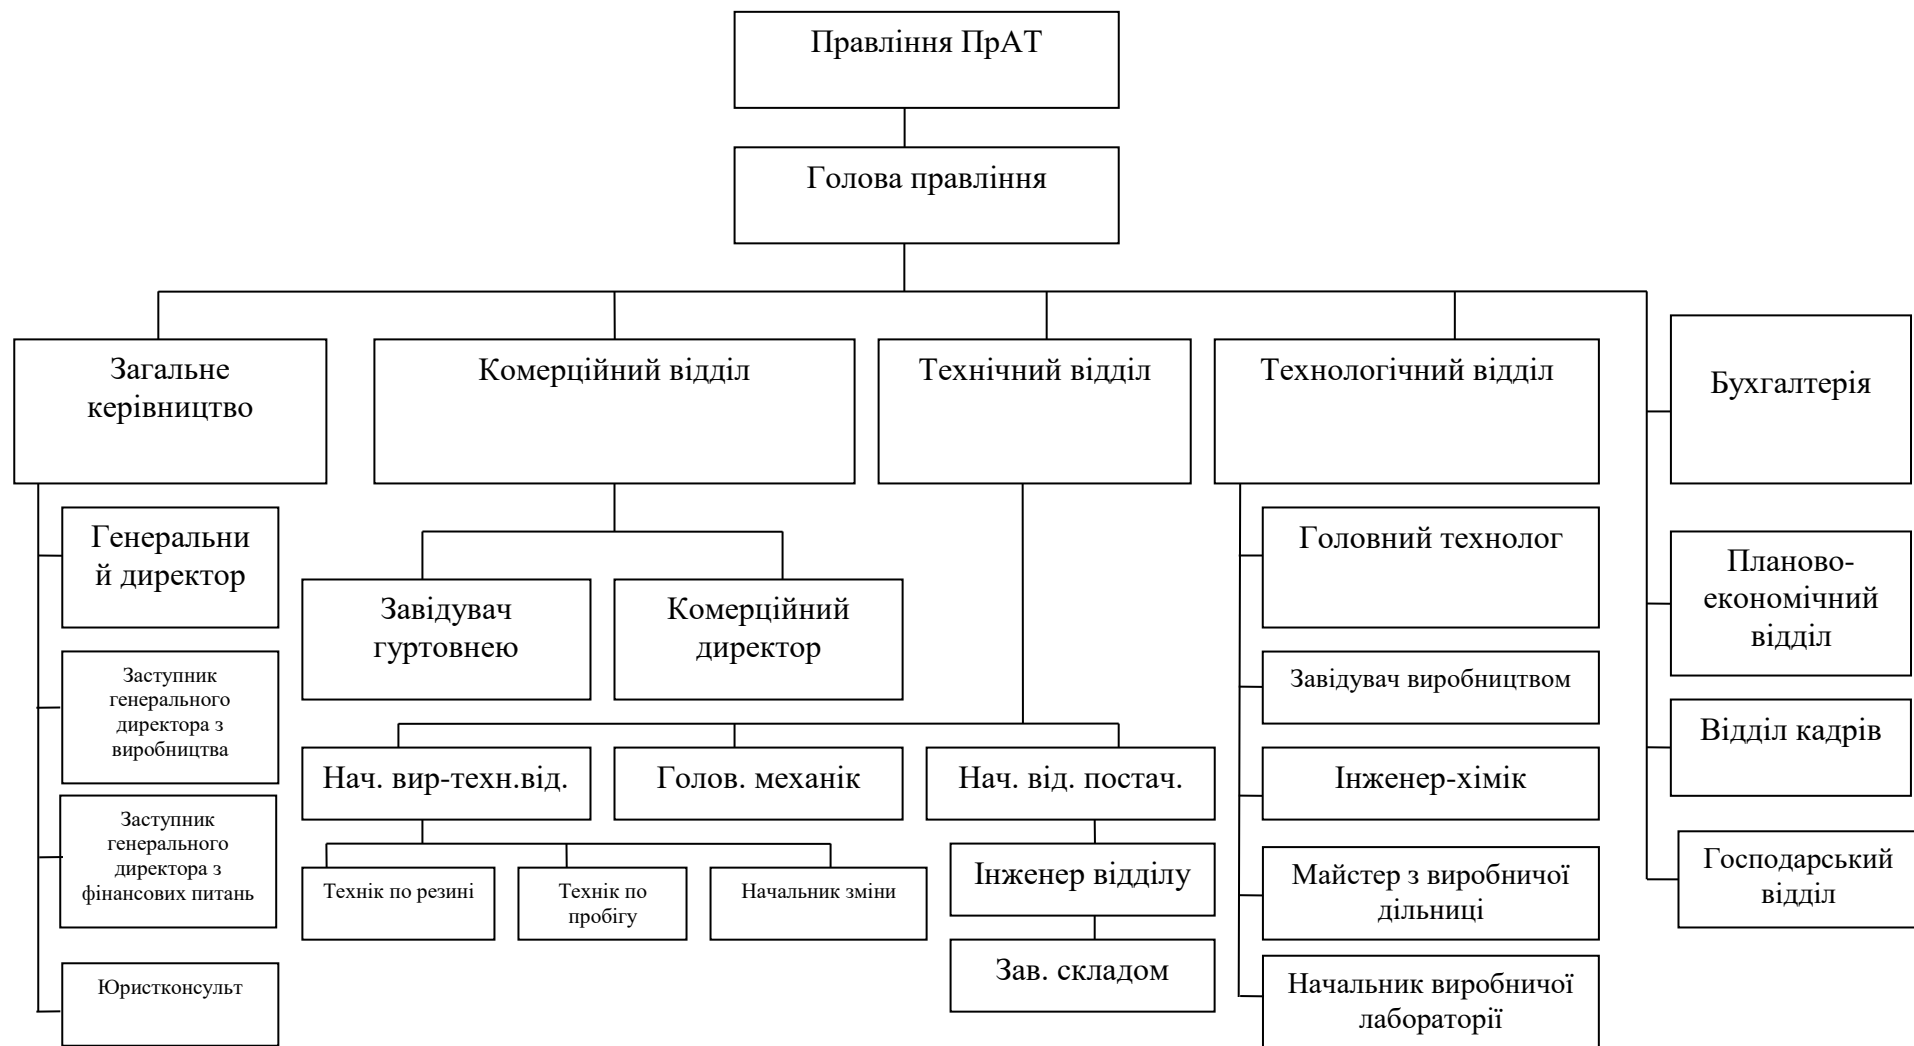 Правління ПрАТ
Голова правління
Загальне
керівництво
Комерційний відділ
Технічний відділ
Технологічний відділ
Бухгалтерія
Генеральни
й директор
Заступник
генерального
директора з
виробництва
Заступник
генерального
директора з
фінансових питань
Юристконсульт
Завідувач
гуртовнею
Комерційний
директор
Нач. вир-техн.від.
Голов. механік
Нач. від. постач.
Технік по резині
Технік по
пробігу
Начальник зміни
Інженер відділу
Зав. складом
Головний технолог
Завідувач виробництвом
Інженер-хімік
Майстер з виробничої
дільниці
Начальник виробничої
лабораторії
Планово-
економічний
відділ
Відділ кадрів
Господарський
відділ